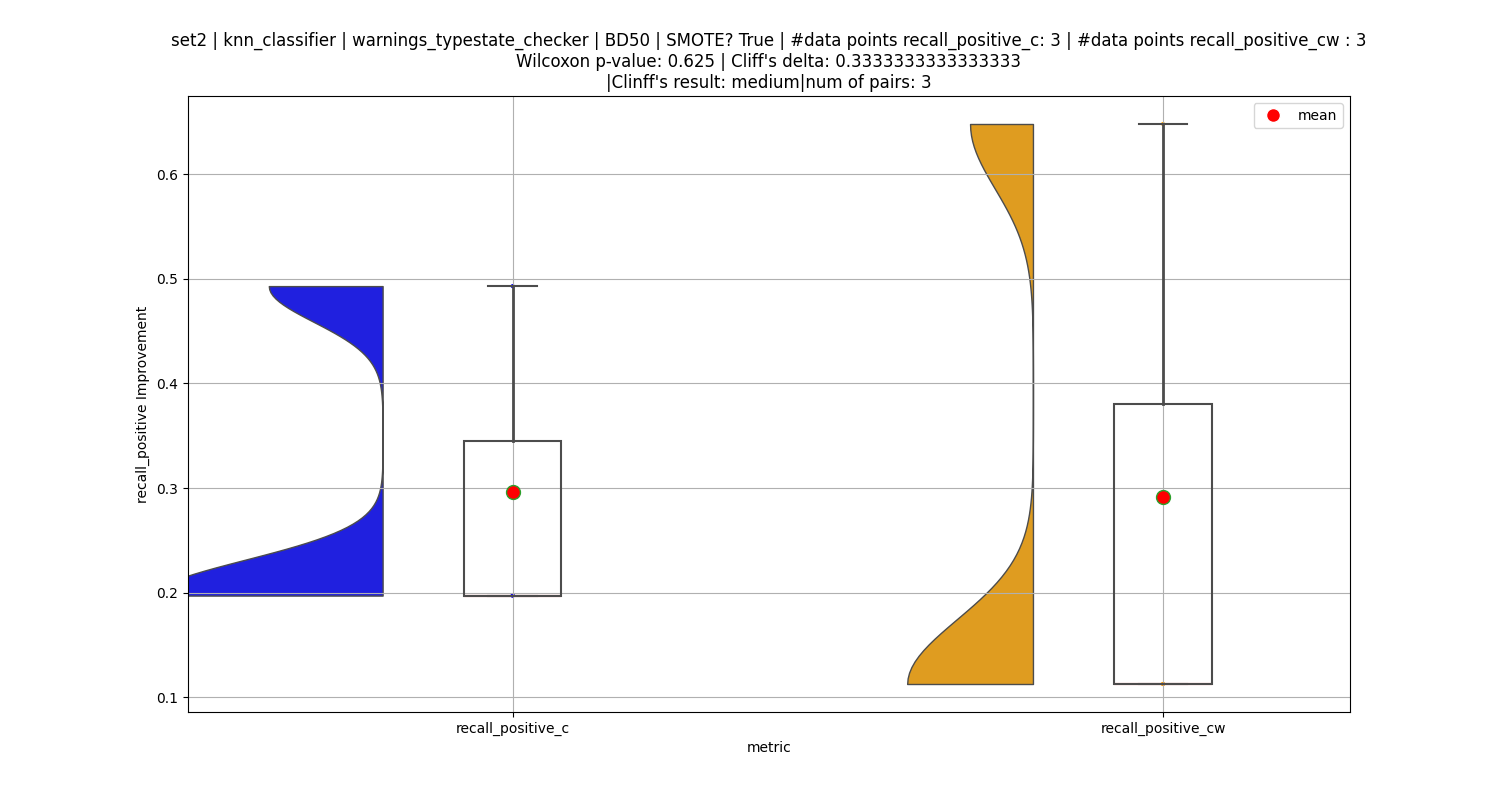 set2 | knn_classifier | warnings_typestate_checker | BD50 | SMOTE? True | #data points recall_positive_c: 3 | #data points recall_positive_cw : 3
Wilcoxon p-value: 0.625 | Cliff's delta: 0.3333333333333333
|Clinff's result: medium|num of pairs: 3
mean
recall_positive Improvement
0.6
0.5
0.4
0.3
0.2
0.1
recall_positive_c
recall_positive_cw
metric